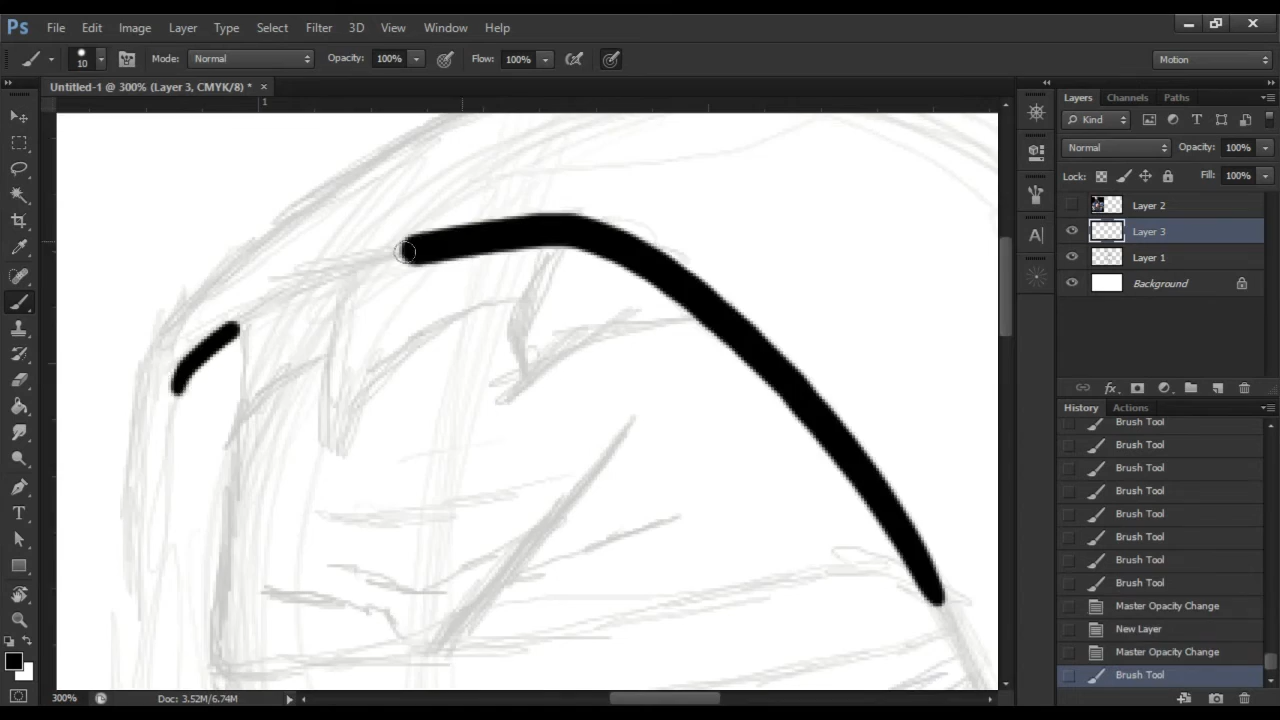 Ps File Edit Image Layer Type Select Filter 3D View Window Help
10 Mode: Normal Opacity: 100% Flow: 100% Motion
Untitled-1 @ 300% (Layer 3, CMYK/8) * ×
1
Layers Channels Paths
Kind T
Normal Opacity: 100%
Lock: Fill: 100%
Layer 2
Layer 3
Layer 1
Background
fx
History Actions
Brush Tool
Brush Tool
Brush Tool
Brush Tool
Brush Tool
Brush Tool
Brush Tool
Brush Tool
Master Opacity Change
New Layer
Master Opacity Change
Brush Tool
A
T
300% Doc: 3.52M/6.74M